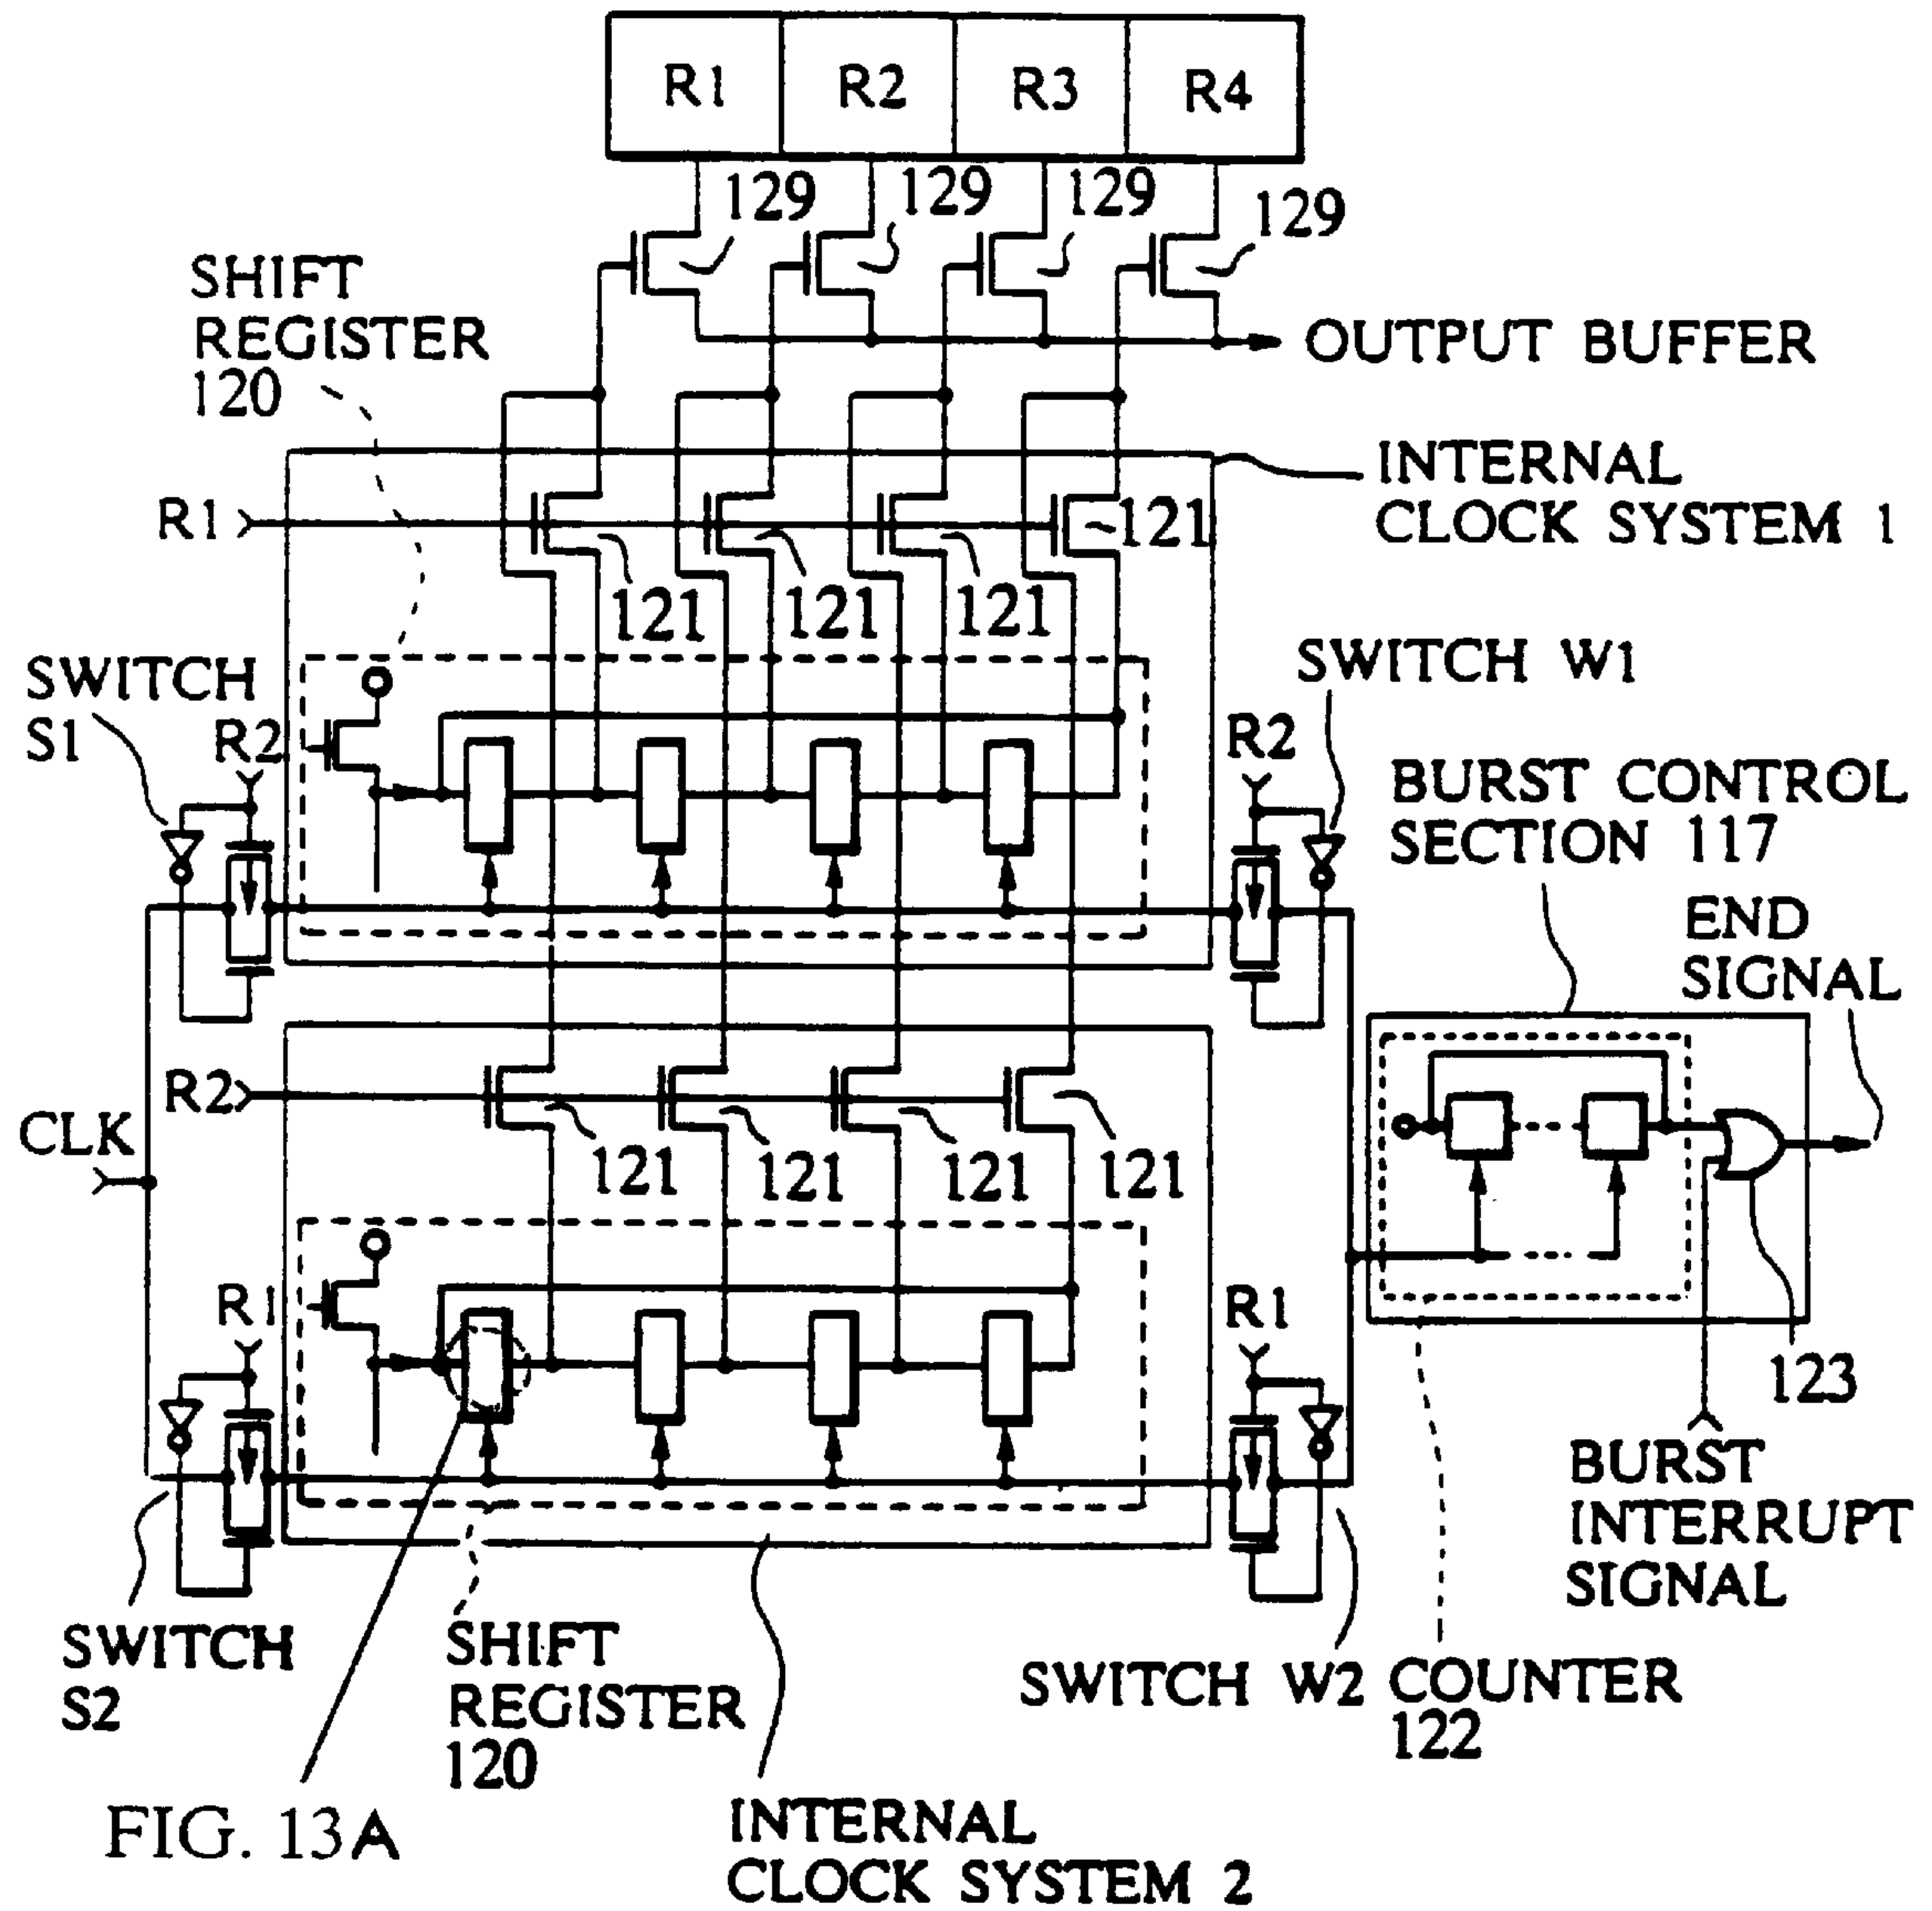 R1 R2 R3 R4
129 129 129 129
SHIFT
REGISTER
120
OUTPUT BUFFER
INTERNAL
CLOCK SYSTEM 1
R1
121
121 121 121
SWITCH
S1
R2
SWITCH W1
R2
BURST CONTROL
SECTION 117
END
SIGNAL
R2
CLK
121 121 121 121
R1
R1
123
BURST
INTERRUPT
SIGNAL
SWITCH
S2
SHIFT
REGISTER
120
SWITCH W2
COUNTER
122
FIG. 13A
INTERNAL
CLOCK SYSTEM 2